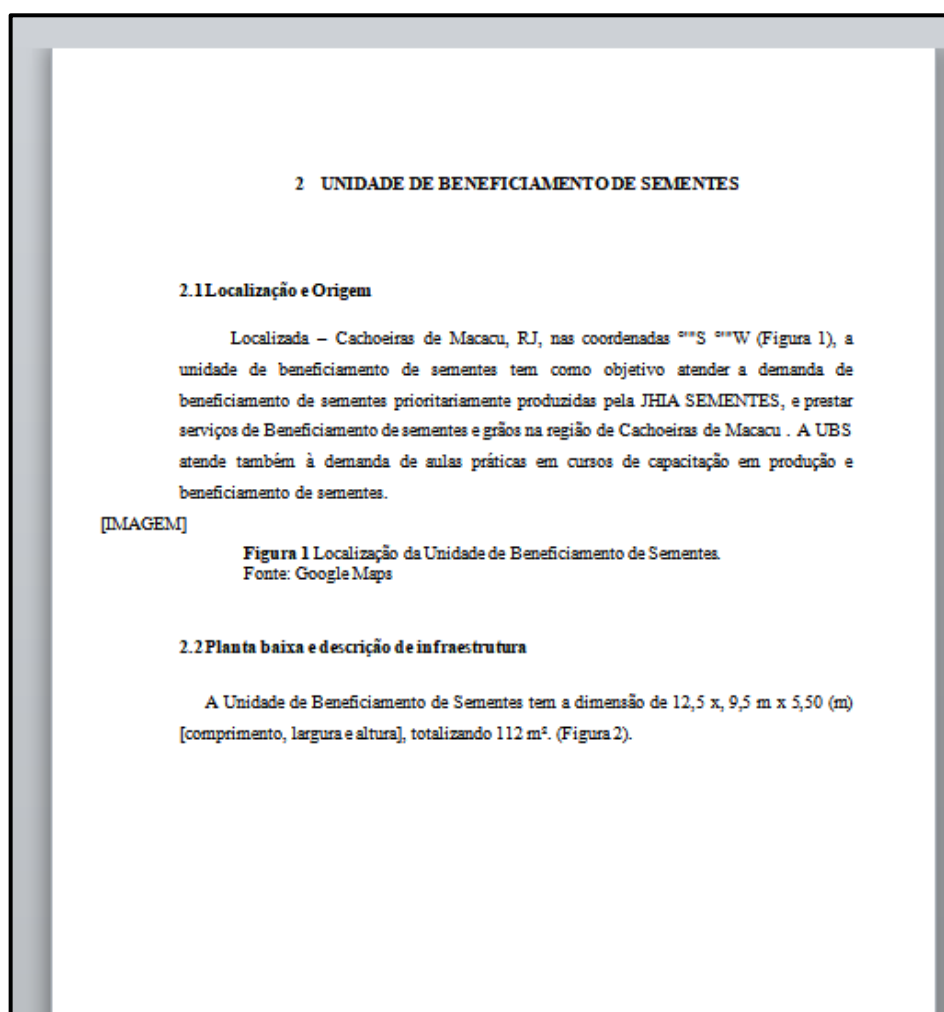 2 UNIDADE DE BENEFICIAMENTO DE SEMENTES
2.1 Localização e Origem
Localizada – Cachoeiras de Macacu, RJ, nas coordenadas °'"S °'"W (Figura 1), a
unidade de beneficiamento de sementes tem como objetivo atender a demanda de
beneficiamento de sementes prioritariamente produzidas pela JHIA SEMENTES, e prestar
serviços de Beneficiamento de sementes e grãos na região de Cachoeiras de Macacu . A UBS
atende também à demanda de aulas práticas em cursos de capacitação em produção e
beneficiamento de sementes.
[IMAGEM]
Figura 1 Localização da Unidade de Beneficiamento de Sementes.
Fonte: Google Maps
2.2 Planta baixa e descrição de infraestrutura
A Unidade de Beneficiamento de Sementes tem a dimensão de 12,5 x, 9,5 m x 5,50 (m)
[comprimento, largura e altura], totalizando 112 m². (Figura 2).